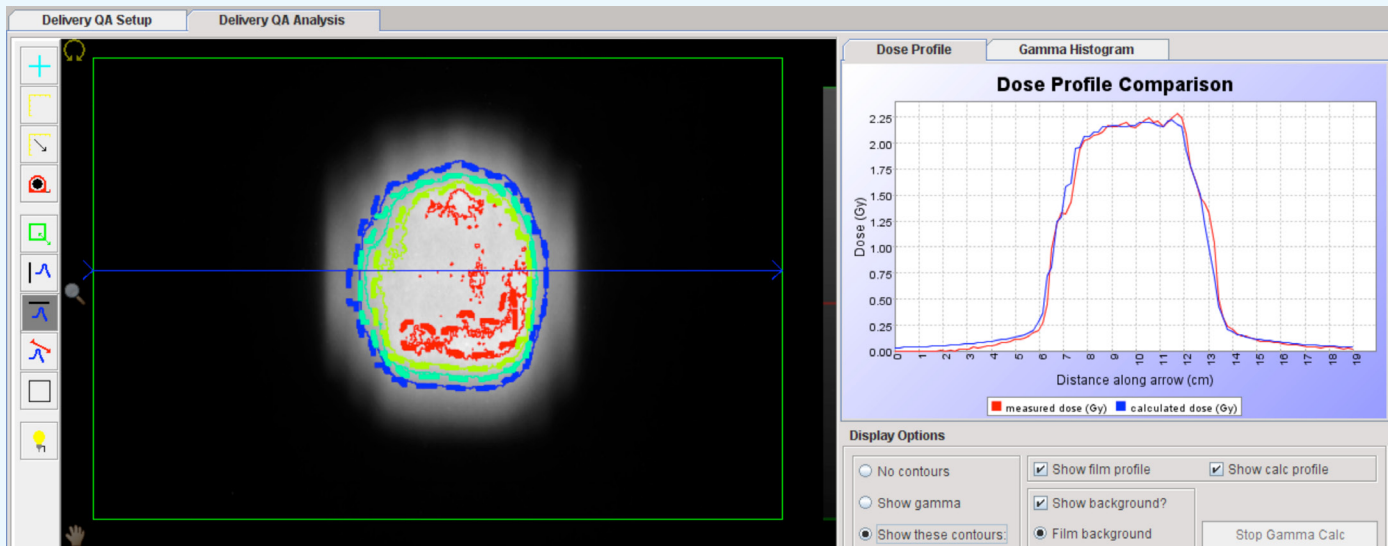 Delivery QA Setup
Delivery QA Analysis
Dose Profile
Gamma Histogram
Dose Profile Comparison
Dose (Gy)
2.25
2.00
1.75
1.50
1.25
1.00
0.75
0.50
0.25
0.00
1 2 3 4 5 6 7 8 9 10 11 12 13 14 15 16 17 18 19
Distance along arrow (cm)
measured dose (Gy) calculated dose (Gy)
Display Options
No contours
Show film profile
Show calc profile
Show gamma
Show background?
Show these contours:
Film background
Stop Gamma Calc